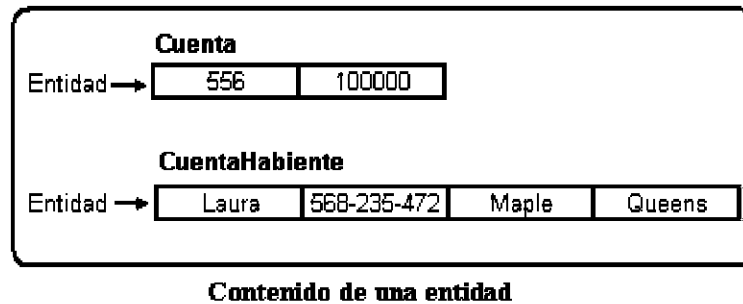 Cuenta
Entidad 556 100000
CuentaHabiente
Entidad Laura 568-235-472 Maple Queens
Contenido de una entidad